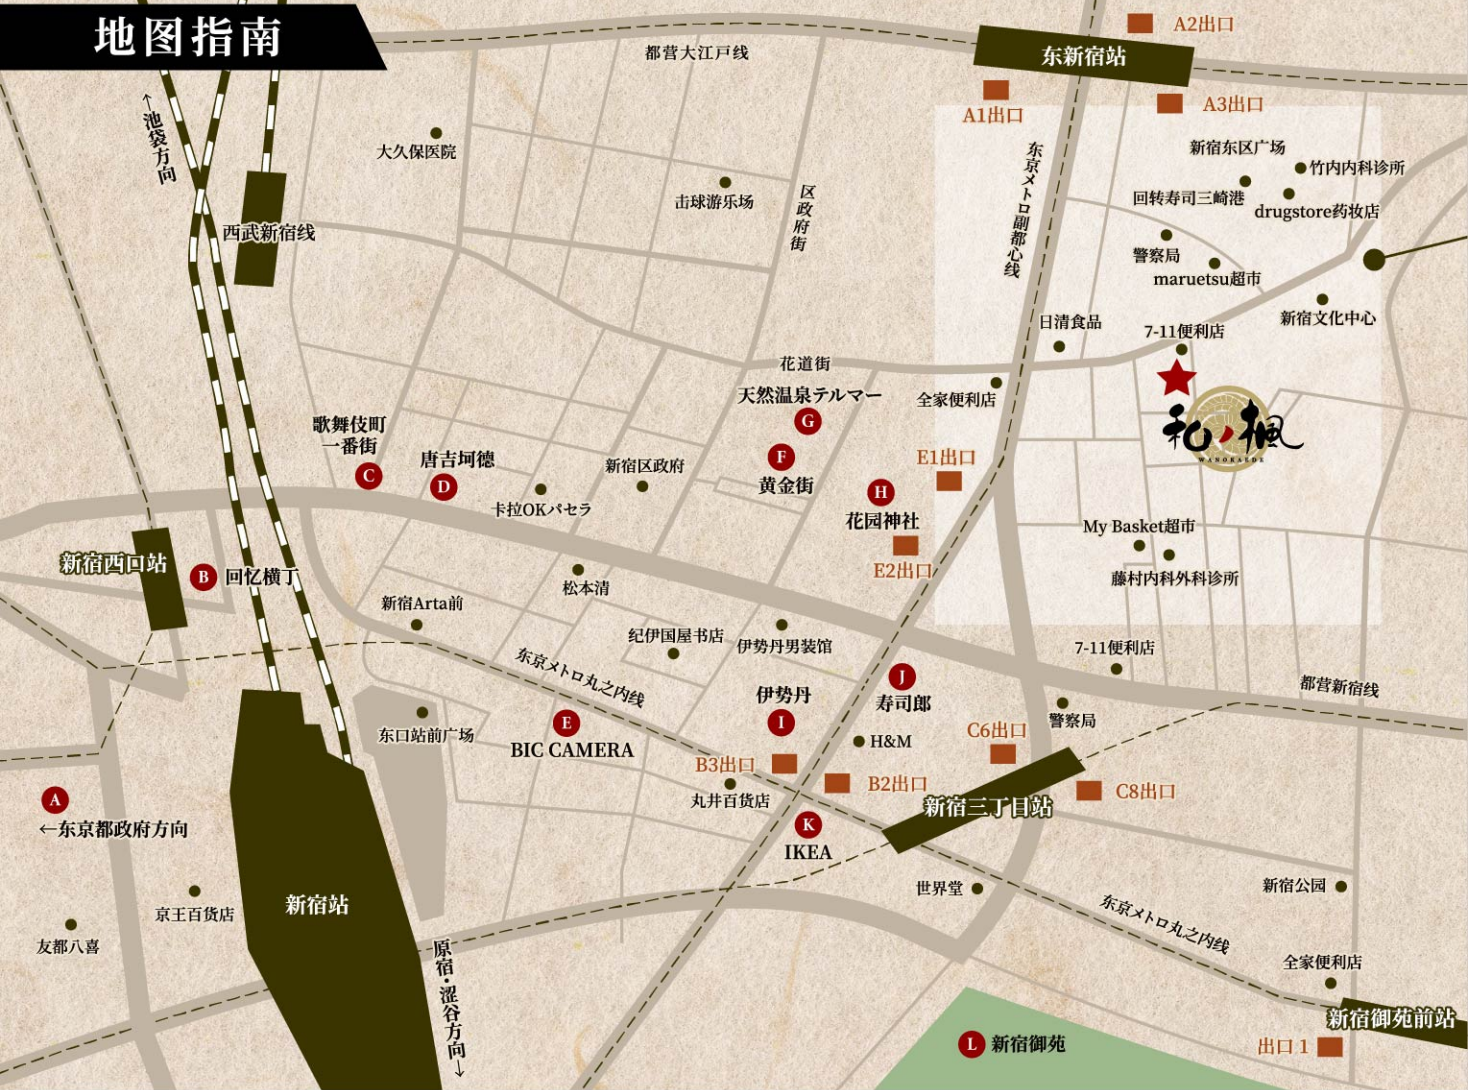 地图指南
A2出口
都营大江戸线
东新宿站
A1出口
A3出口
←池袋方向
大久保医院
东京メトロ副都心线
新宿东区广场
竹内内科诊所
击球游乐场
区政府街
回转寿司三崎港
drugstore药妆店
西武新宿线
警察局
maruetsu超市
日清食品
7-11便利店
新宿文化中心
花道街
天然温泉テルマー
G
全家便利店
和ノ楓
WANOKAEDE
歌舞伎町
一番街
C
唐吉坷德
D
新宿区政府
F
黄金街
E1出口
卡拉OKパセラ
H
花园神社
My Basket超市
新宿西口站
B
回忆横丁
E2出口
松本清
藤村内科外科诊所
新宿Arta前
纪伊国屋书店
伊势丹男装馆
7-11便利店
东京メトロ丸之内线
伊势丹
I
J
寿司郎
都营新宿线
东口站前广场
E
BIC CAMERA
H&M
C6出口
警察局
B3出口
丸井百货店
B2出口
新宿三丁目站
C8出口
A
←东京都政府方向
K
IKEA
京王百货店
新宿站
世界堂
新宿公园
友都八喜
原宿·涩谷方向→
东京メトロ丸之内线
全家便利店
新宿御苑前站
L
新宿御苑
出口 1